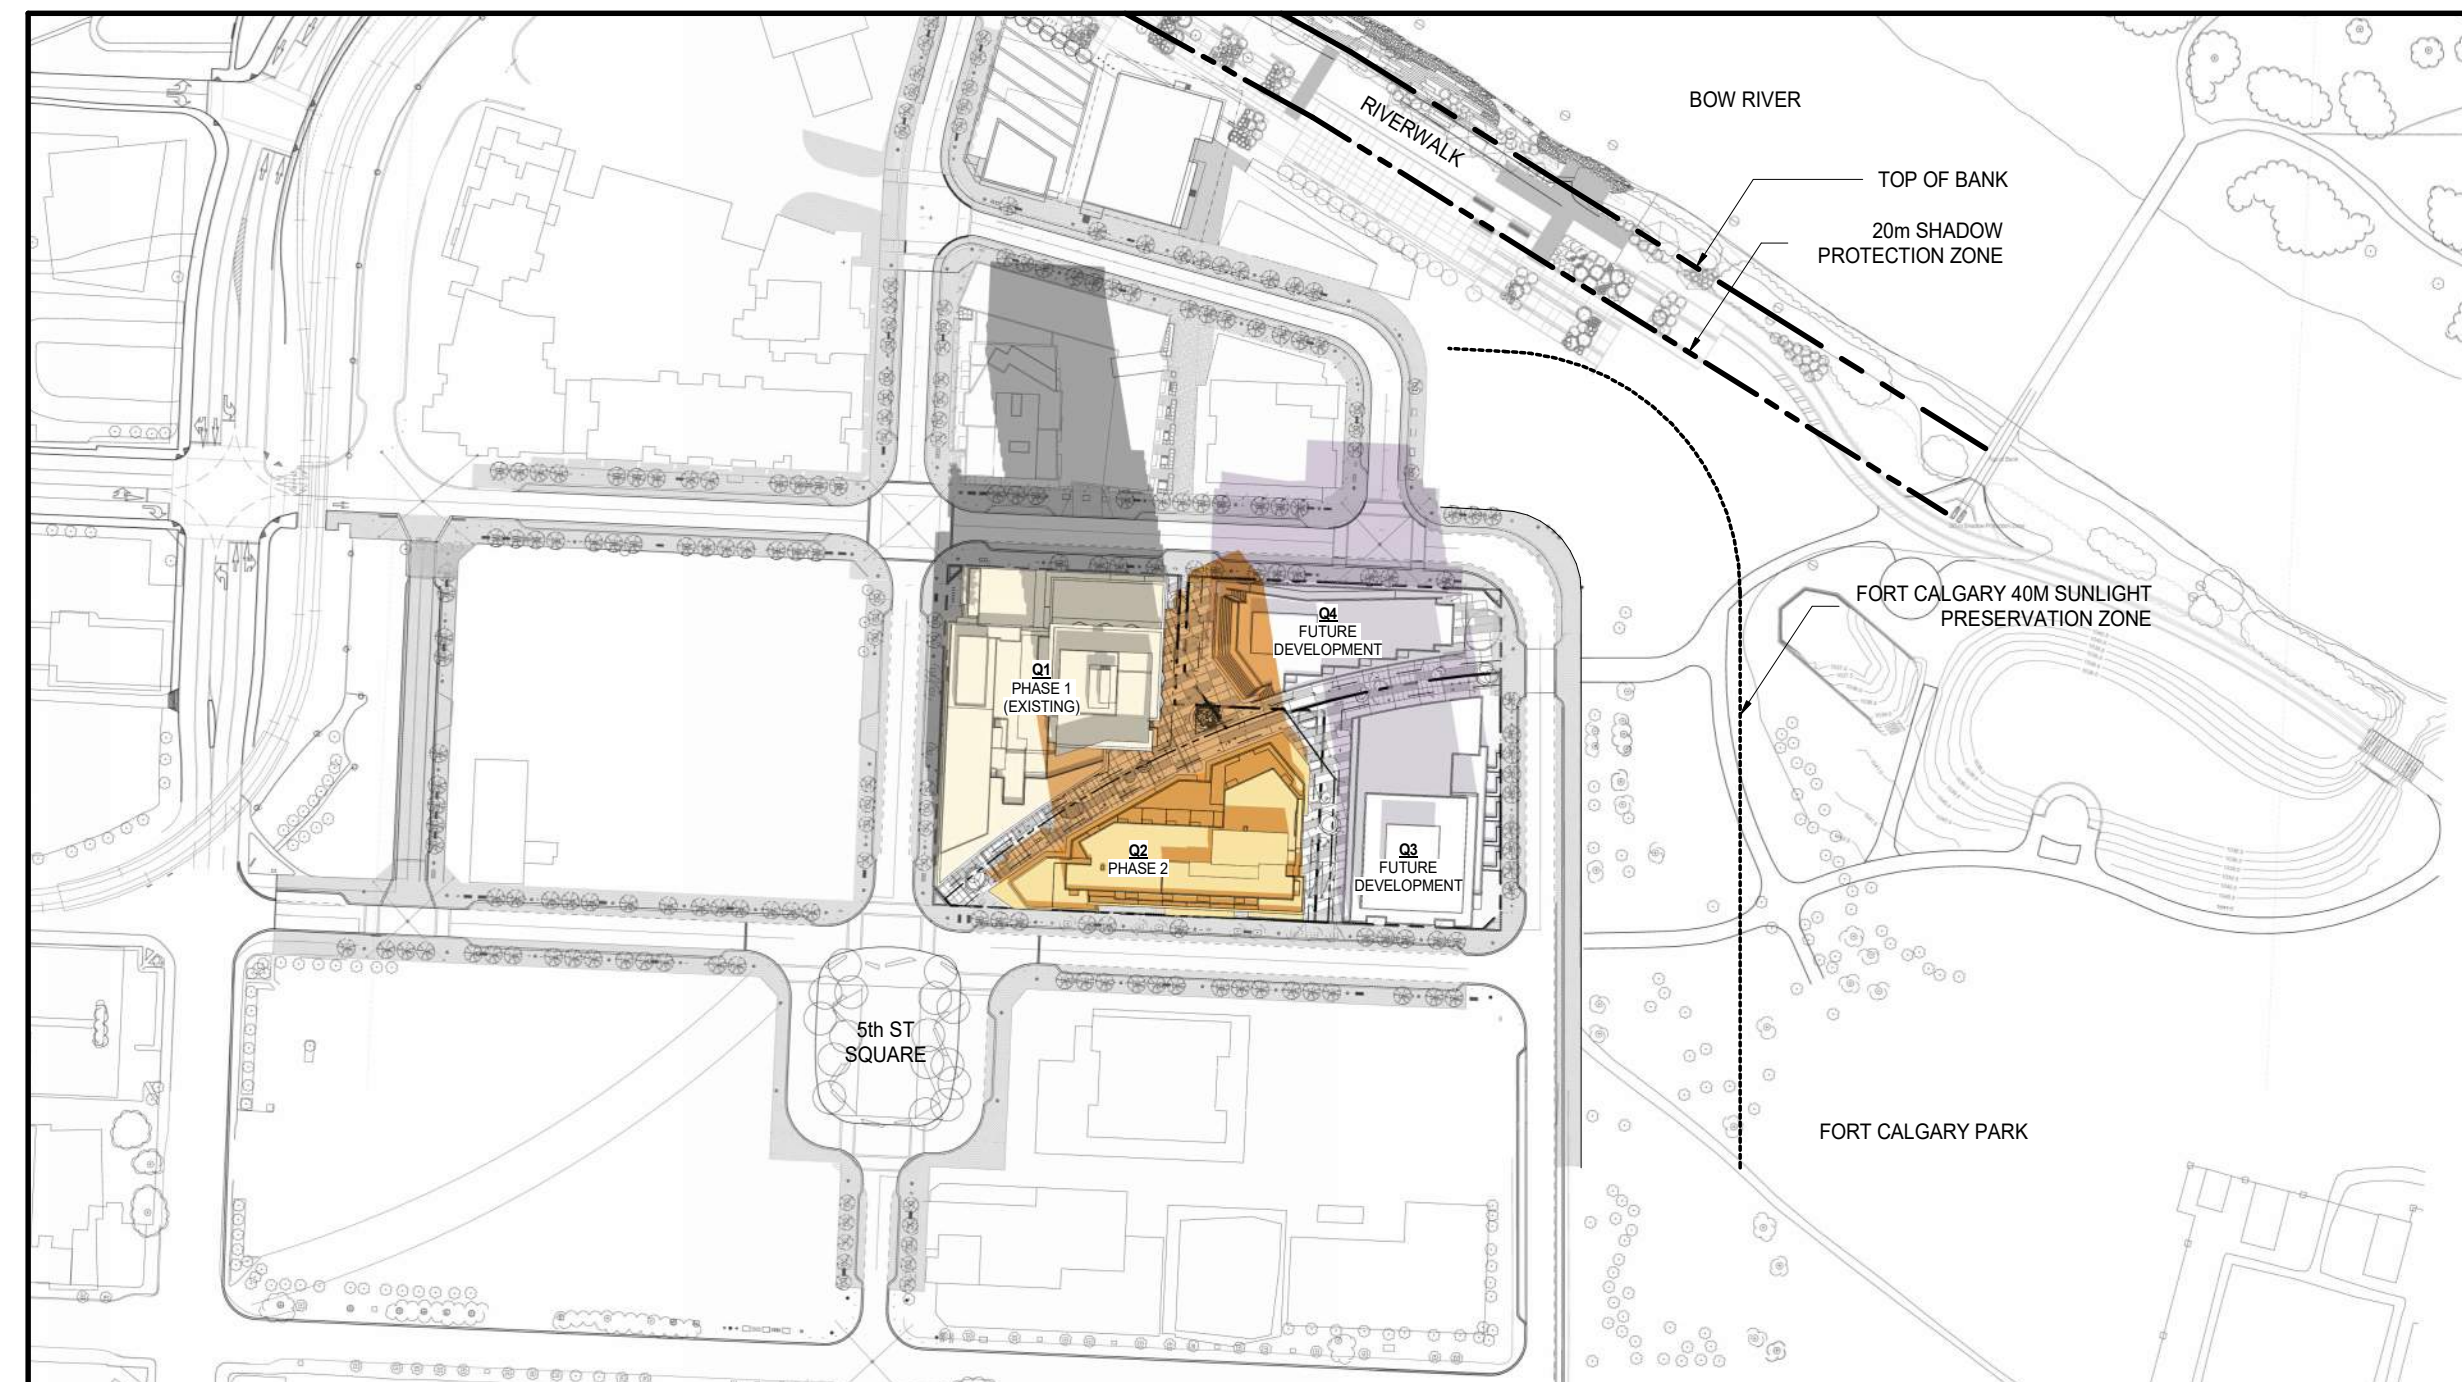 BOW RIVER
RIVERWALK
TOP OF BANK
20m SHADOW
PROTECTION ZONE
FORT CALGARY 40M SUNLIGHT
PRESERVATION ZONE
Q4
FUTURE
DEVELOPMENT
Q1
PHASE 1
(EXISTING)
Q2
PHASE 2
Q3
FUTURE
DEVELOPMENT
5th ST
SQUARE
FORT CALGARY PARK